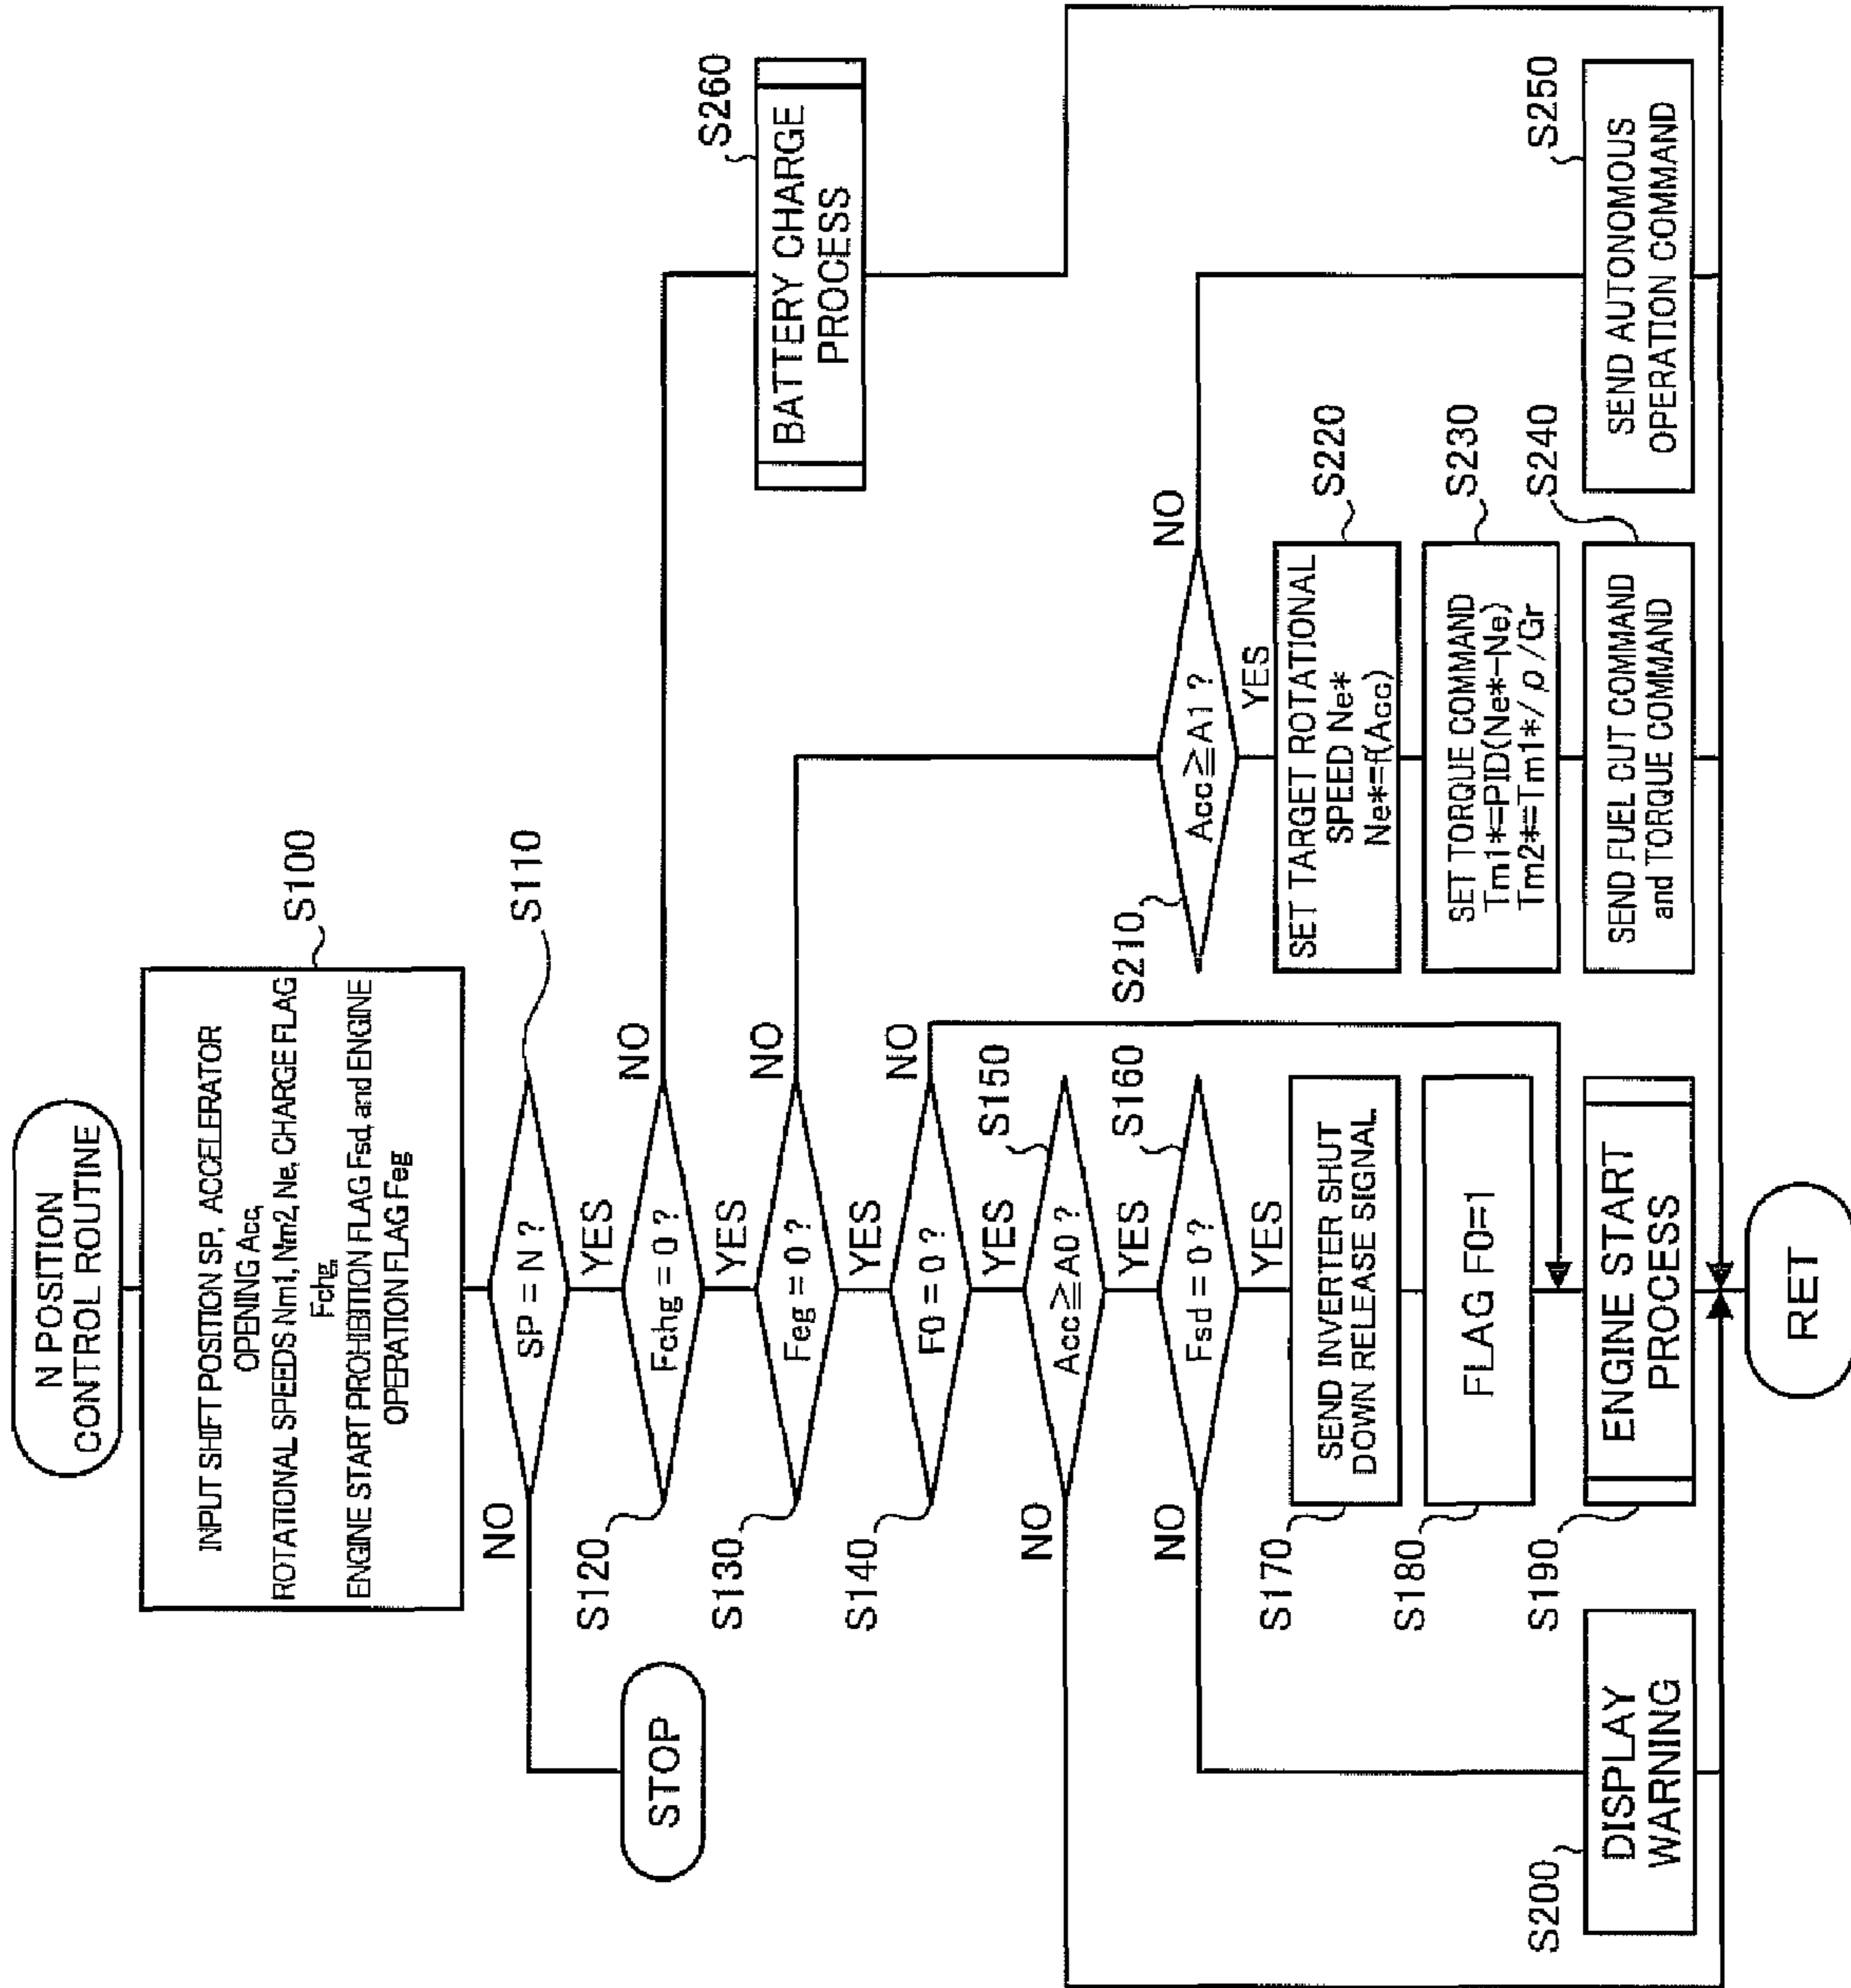 N POSITION
CONTROL ROUTINE
INPUT SHIFT POSITION SP, ACCELERATOR
OPENING Acc,
ROTATIONAL SPEEDS Nm1, Nm2, Ne, CHARGE FLAG
Fchg
ENGINE START PROHIBITION FLAG Fsd, and ENGINE
OPERATION FLAG Feg
S100
SP = N ?
S110
NO
YES
STOP
S120
Fchg = 0 ?
NO
YES
S130
Feg = 0 ?
NO
YES
S140
F0 = 0 ?
NO
YES
S150
Acc≧A0 ?
NO
YES
S160
Fsd = 0 ?
NO
YES
S170
SEND INVERTER SHUT
DOWN RELEASE SIGNAL
S180
FLAG F0=1
S190
ENGINE START
PROCESS
S200
DISPLAY
WARNING
S210
Acc≧A1 ?
NO
YES
SET TARGET ROTATIONAL
SPEED Ne*
Ne*=f(Acc)
S220
SET TORQUE COMMAND
Tm1*=PID(Ne*-Ne)
Tm2*=Tm1*/ρ/Gr
S230
SEND FUEL CUT COMMAND
and TORQUE COMMAND
S240
SEND AUTONOMOUS
OPERATION COMMAND
S250
BATTERY CHARGE
PROCESS
S260
RET